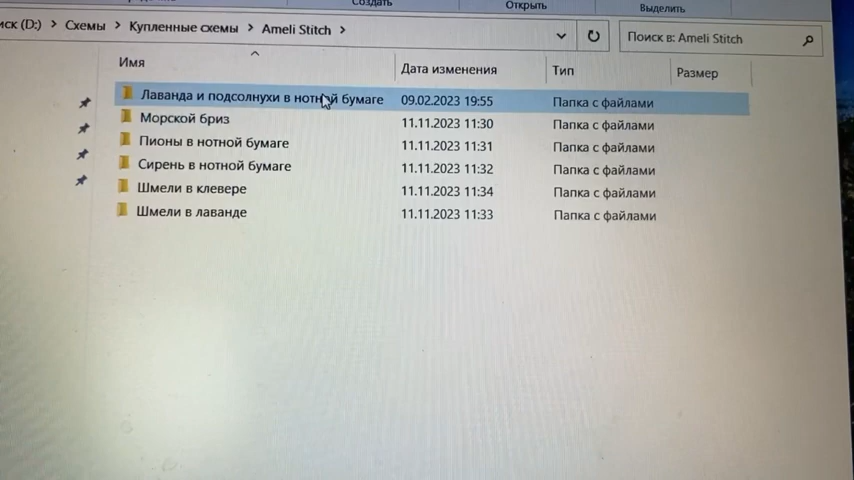 Создать
Открыть
Выделить
(D:) > Схемы > Купленные схемы > Ameli Stitch >
Поиск в: Ameli Stitch
Имя
Дата изменения
Тип
Размер
Лаванда и подсолнухи в нотной бумаге 09.02.2023 19:55 Папка с файлами
Морской бриз 11.11.2023 11:30 Папка с файлами
Пионы в нотной бумаге 11.11.2023 11:31 Папка с файлами
Сирень в нотной бумаге 11.11.2023 11:32 Папка с файлами
Шмели в клевере 11.11.2023 11:34 Папка с файлами
Шмели в лаванде 11.11.2023 11:33 Папка с файлами